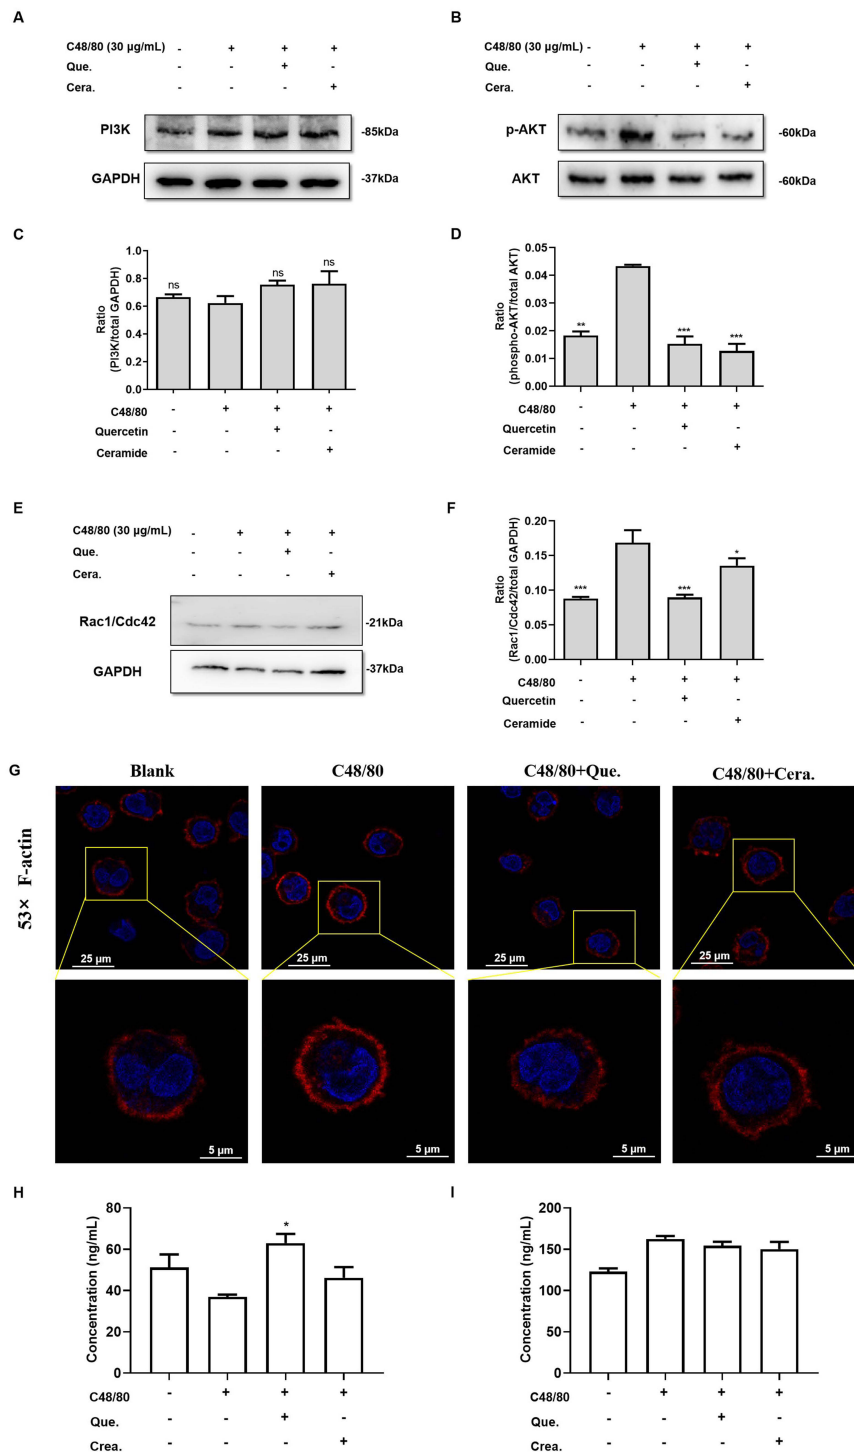 A
C48/80 (30 μg/mL) - + + +
Que. - - + -
Cera. - - - +
PI3K -85kDa
GAPDH -37kDa
B
C48/80 (30 μg/mL) - + + +
Que. - - + -
Cera. - - - +
p-AKT -60kDa
AKT -60kDa
C
Ratio
(PI3K/total GAPDH)
1.0
0.8
0.6
0.4
0.2
0.0
ns ns ns
C48/80 - + + +
Quercetin - - + -
Ceramide - - - +
D
Ratio
(phospho-AKT/total AKT)
0.05
0.04
0.03
0.02
0.01
0.00
** *** ***
C48/80 - + + +
Quercetin - - + -
Ceramide - - - +
E
C48/80 (30 μg/mL) - + + +
Que. - - + -
Cera. - - - +
Rac1/Cdc42 -21kDa
GAPDH -37kDa
F
Ratio
(Rac1/Cdc42/total GAPDH)
0.20
0.15
0.10
0.05
0.00
*** *** *
C48/80 - + + +
Quercetin - - + -
Ceramide - - - +
G
Blank C48/80 C48/80+Que. C48/80+Cera.
53× F-actin
25 μm 25 μm 25 μm 25 μm
5 μm 5 μm 5 μm 5 μm
H
Concentration (ng/mL)
80
60
40
20
0
*
C48/80 - + + +
Que. - - + -
Crea. - - - +
I
Concentration (ng/mL)
200
150
100
50
0
C48/80 - + + +
Que. - - + -
Crea. - - - +